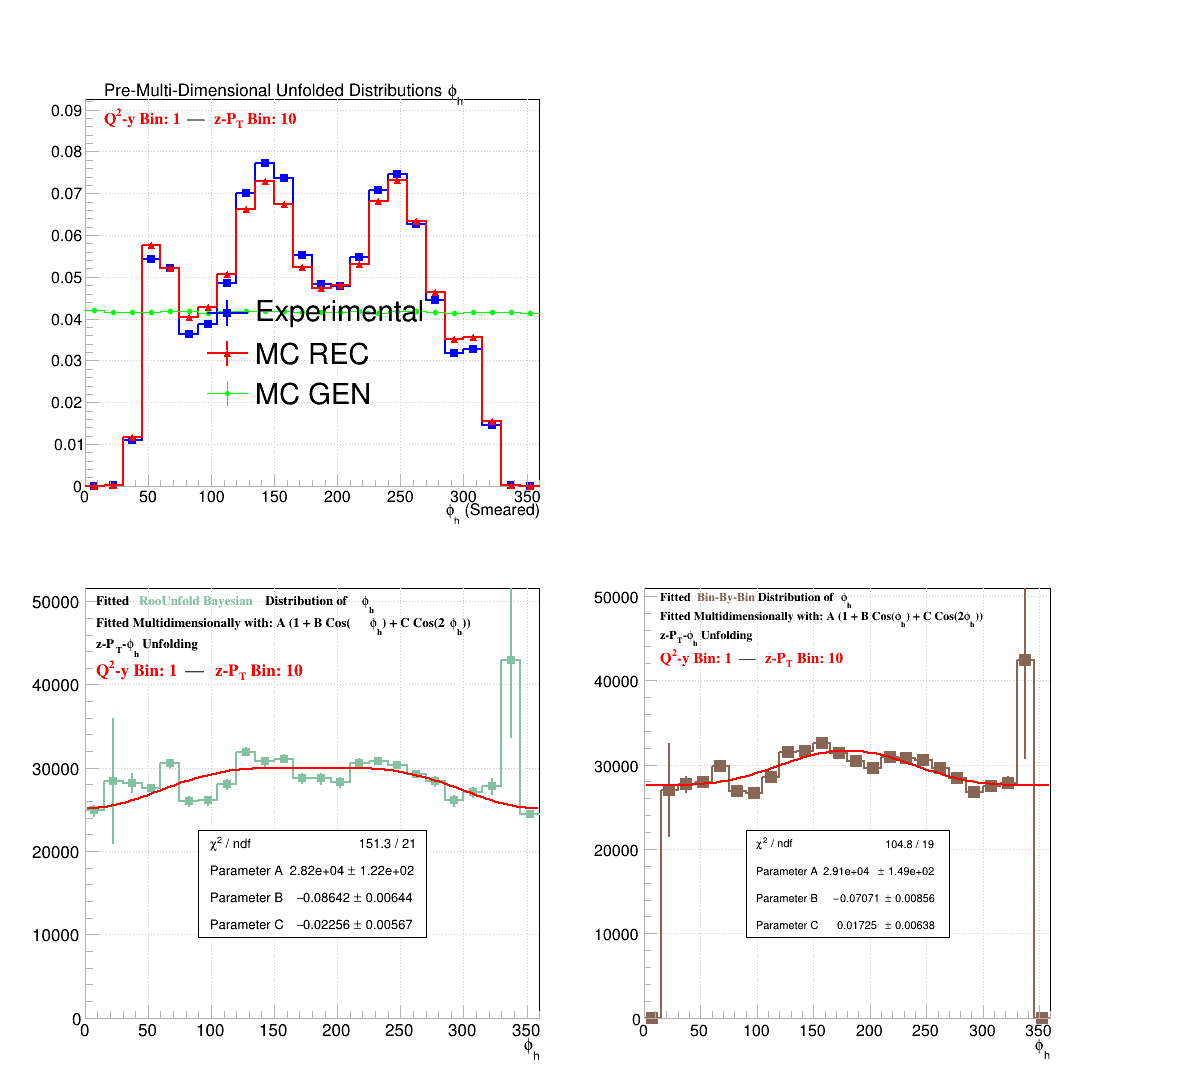 Pre-Multi-Dimensional Unfolded Distributions ϕh
Q2-y Bin: 1 — z-PT Bin: 10
0.09
0.08
0.07
0.06
0.05
0.04
0.03
0.02
0.01
0
Experimental
MC REC
MC GEN
0 50 100 150 200 250 300 350
ϕh (Smeared)
Fitted RooUnfold Bayesian Distribution of ϕh
Fitted Multidimensionally with: A (1 + B Cos( ϕh) + C Cos(2 ϕh))
z-PT-ϕh Unfolding
Q2-y Bin: 1 — z-PT Bin: 10
50000
40000
30000
20000
10000
0
χ2 / ndf 151.3 / 21
Parameter A 2.82e+04 ± 1.22e+02
Parameter B −0.08642 ± 0.00644
Parameter C −0.02256 ± 0.00567
0 50 100 150 200 250 300 350
ϕh
Fitted Bin-By-Bin Distribution of ϕh
Fitted Multidimensionally with: A (1 + B Cos(ϕh) + C Cos(2ϕh))
z-PT-ϕh Unfolding
Q2-y Bin: 1 — z-PT Bin: 10
50000
40000
30000
20000
10000
0
χ2 / ndf 104.8 / 19
Parameter A 2.91e+04 ± 1.49e+02
Parameter B −0.07071 ± 0.00856
Parameter C 0.01725 ± 0.00638
0 50 100 150 200 250 300 350
ϕh